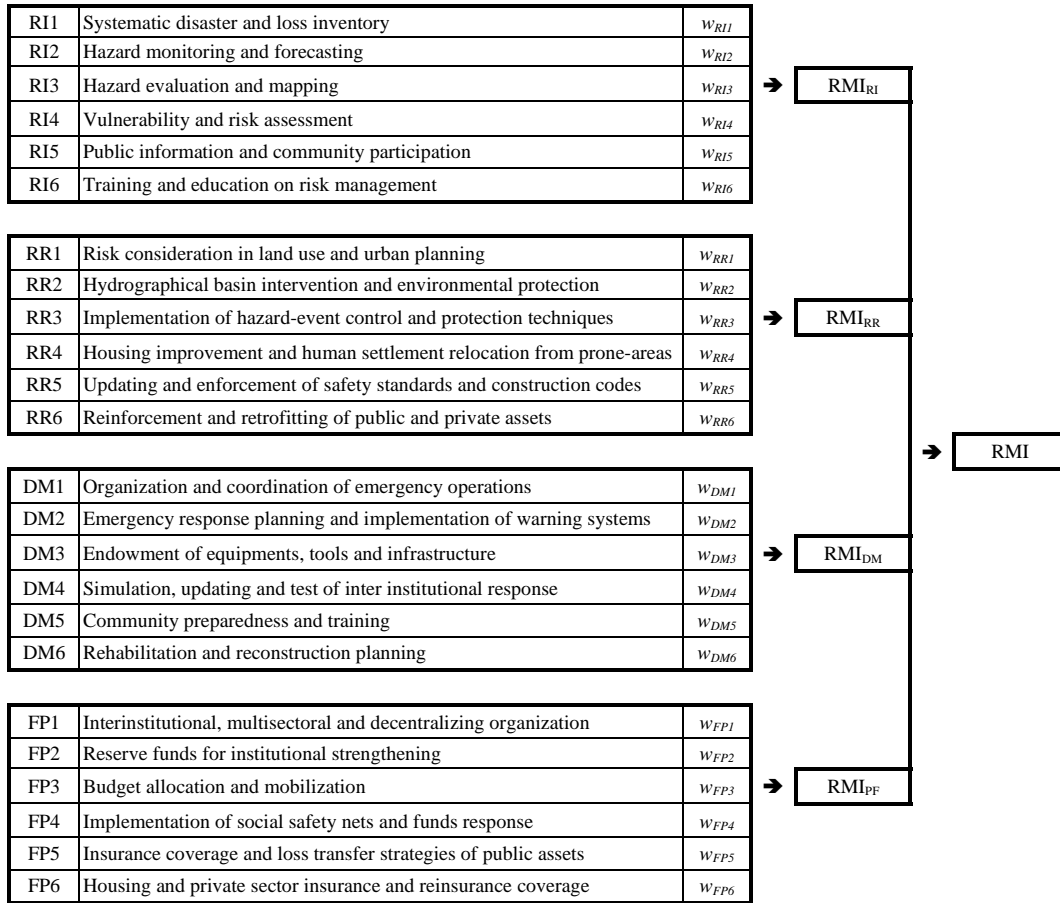 RI1 Systematic disaster and loss inventory wRI1
RI2 Hazard monitoring and forecasting wRI2
RI3 Hazard evaluation and mapping wRI3 ➔ RMIRI
RI4 Vulnerability and risk assessment wRI4
RI5 Public information and community participation wRI5
RI6 Training and education on risk management wRI6
RR1 Risk consideration in land use and urban planning wRR1
RR2 Hydrographical basin intervention and environmental protection wRR2
RR3 Implementation of hazard-event control and protection techniques wRR3 ➔ RMIRR
RR4 Housing improvement and human settlement relocation from prone-areas wRR4
RR5 Updating and enforcement of safety standards and construction codes wRR5
RR6 Reinforcement and retrofitting of public and private assets wRR6
➔ RMI
DM1 Organization and coordination of emergency operations wDM1
DM2 Emergency response planning and implementation of warning systems wDM2
DM3 Endowment of equipments, tools and infrastructure wDM3 ➔ RMIDM
DM4 Simulation, updating and test of inter institutional response wDM4
DM5 Community preparedness and training wDM5
DM6 Rehabilitation and reconstruction planning wDM6
FP1 Interinstitutional, multisectoral and decentralizing organization wFP1
FP2 Reserve funds for institutional strengthening wFP2
FP3 Budget allocation and mobilization wFP3 ➔ RMIPF
FP4 Implementation of social safety nets and funds response wFP4
FP5 Insurance coverage and loss transfer strategies of public assets wFP5
FP6 Housing and private sector insurance and reinsurance coverage wFP6